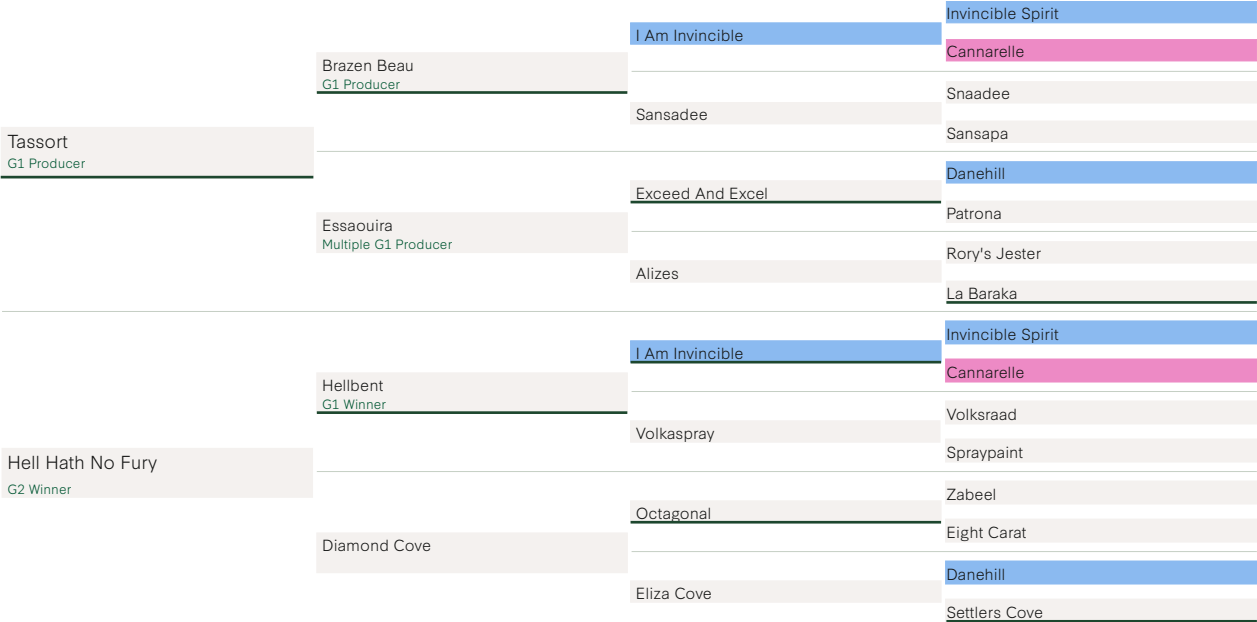 Tassort
G1 Producer
Hell Hath No Fury
G2 Winner
Brazen Beau
G1 Producer
Essaouira
Multiple G1 Producer
Hellbent
G1 Winner
Diamond Cove
I Am Invincible
Sansadee
Exceed And Excel
Alizes
I Am Invincible
Volkaspray
Octagonal
Eliza Cove
Invincible Spirit
Cannarelle
Snaadee
Sansapa
Danehill
Patrona
Rory's Jester
La Baraka
Invincible Spirit
Cannarelle
Volksraad
Spraypaint
Zabeel
Eight Carat
Danehill
Settlers Cove